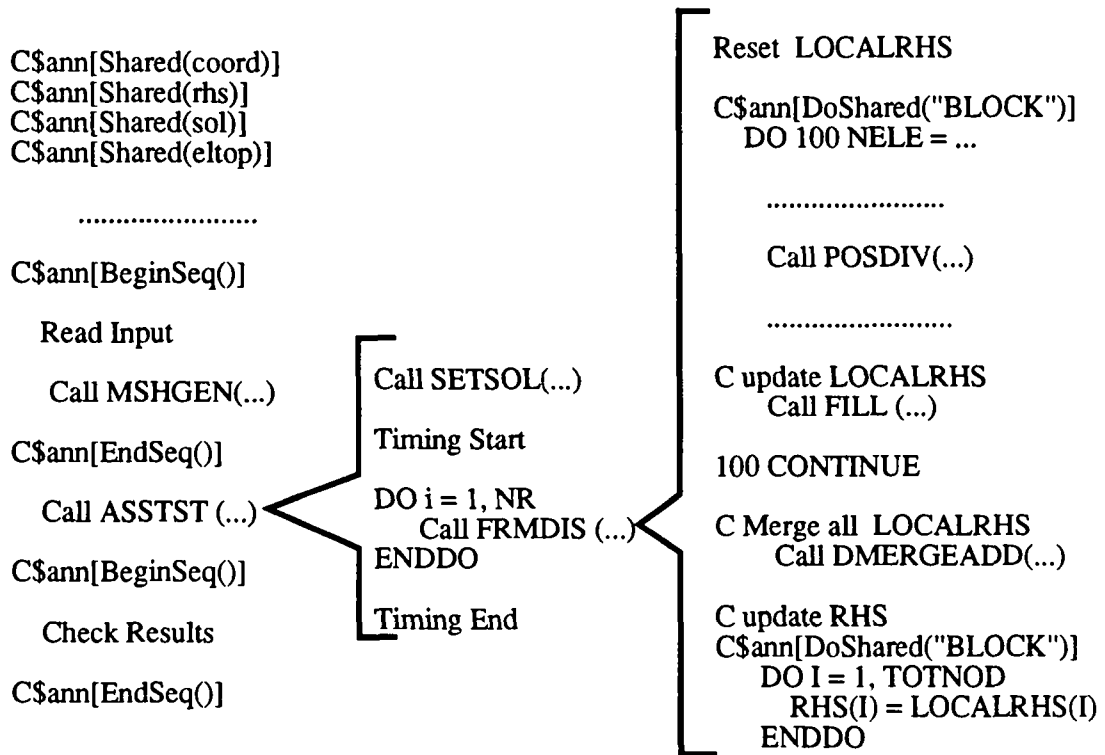 C$ann[Shared(coord)]
C$ann[Shared(rhs)]
C$ann[Shared(sol)]
C$ann[Shared(eltop)]
........................
C$ann[BeginSeq()]
Read Input
Call MSHGEN(...)
C$ann[EndSeq()]
Call ASSTST (...)
C$ann[BeginSeq()]
Check Results
C$ann[EndSeq()]
Call SETSOL(...)
Timing Start
DO i = 1, NR
Call FRMDIS (...)
ENDDO
Timing End
Reset LOCALRHS
C$ann[DoShared("BLOCK")]
DO 100 NELE = ...
........................
Call POSDIV(...)
.........................
C update LOCALRHS
Call FILL (...)
100 CONTINUE
C Merge all LOCALRHS
Call DMERGEADD(...)
C update RHS
C$ann[DoShared("BLOCK")]
DO I = 1, TOTNOD
RHS(I) = LOCALRHS(I)
ENDDO